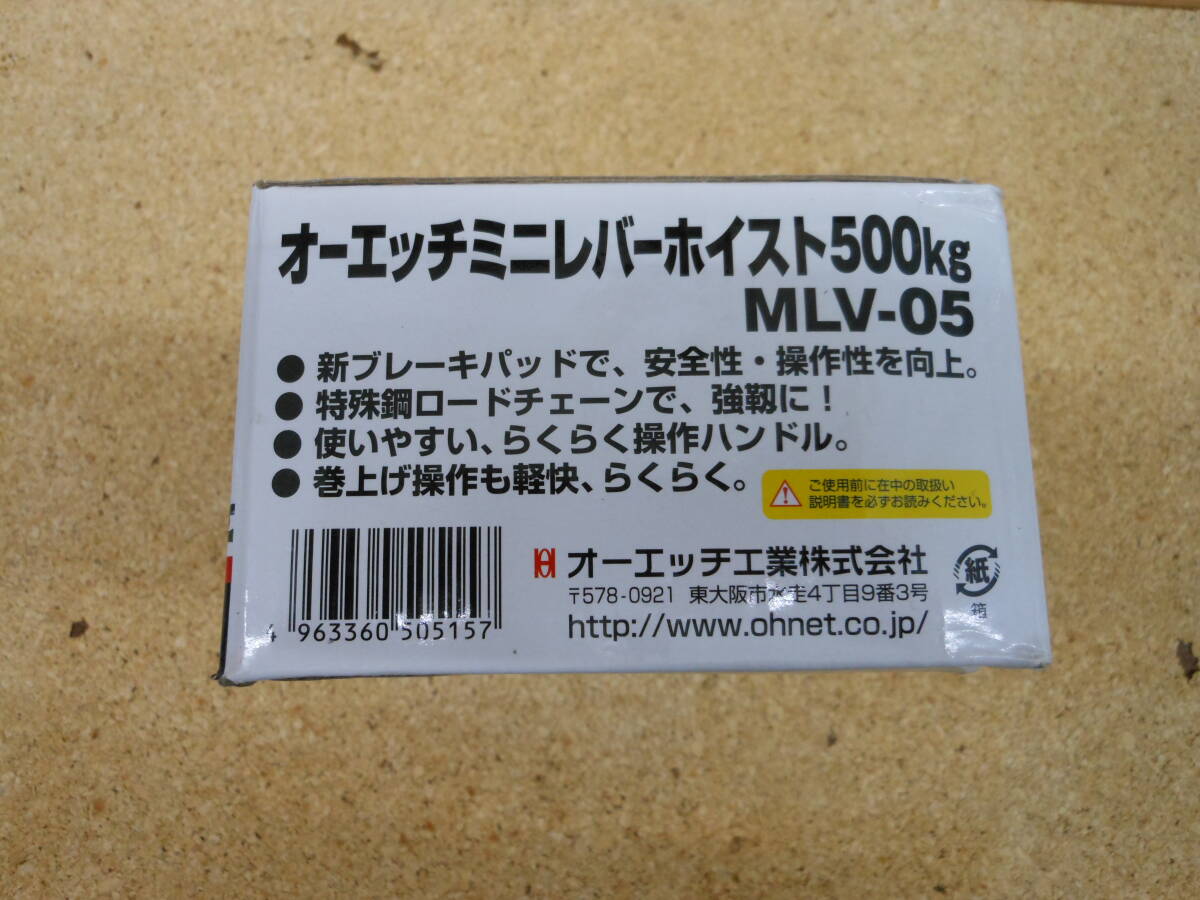 オーエッチミニレバーホイスト500kg
MLV-05
● 新ブレーキパッドで、安全性・操作性を向上。
● 特殊鋼ロードチェーンで、強靱に！
● 使いやすい、らくらく操作ハンドル。
● 巻上げ操作も軽快、らくらく。
ご使用前に在中の取扱い
説明書を必ずお読みください。
オーエッチ工業株式会社
〒578-0921 東大阪市水走4丁目9番3号
http://www.ohnet.co.jp/
紙
箱
4 963360 505157